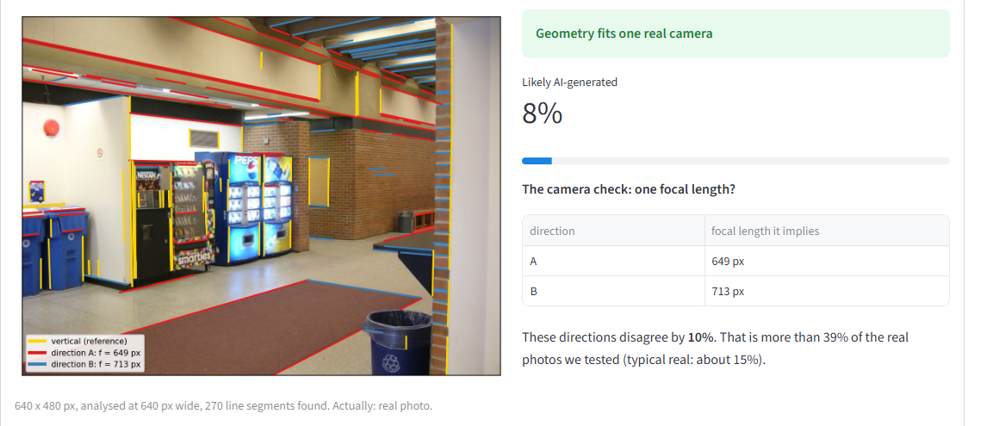 Geometry fits one real camera
Likely AI-generated
8%
The camera check: one focal length?
direction
focal length it implies
A
649 px
B
713 px
These directions disagree by 10%. That is more than 39% of the real
photos we tested (typical real: about 15%).
PEPSI
NESCAFÉ
smarties
vertical (reference)
direction A: f = 649 px
direction B: f = 713 px
640 x 480 px, analysed at 640 px wide, 270 line segments found. Actually: real photo.